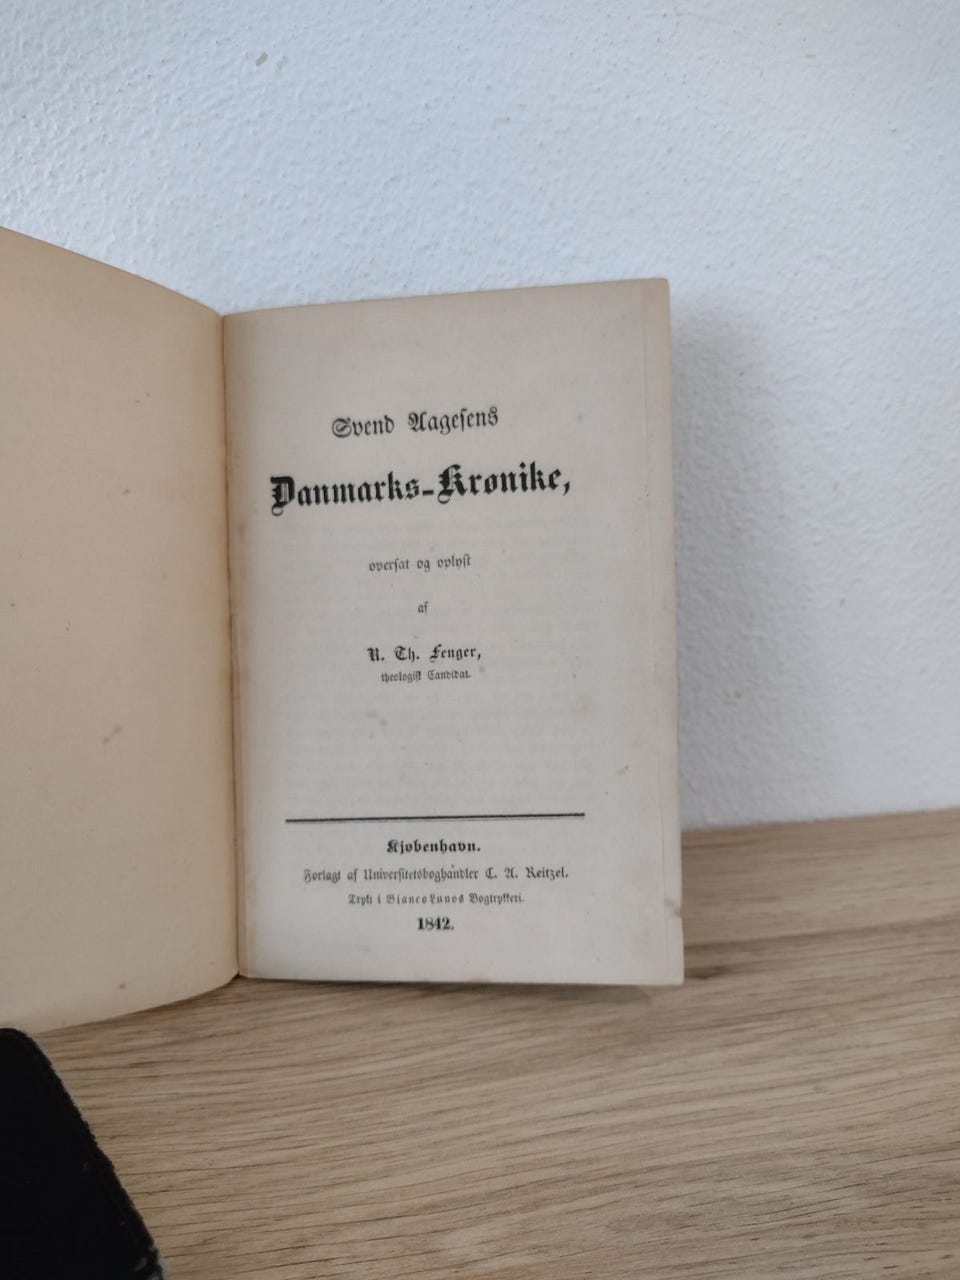 Svend Aagesens
Danmarks-Krønike,
oversat og oplyst
af
R. Th. Fenger,
theologisk Candidat.
Kjøbenhavn.
Forlagt af Universitetsboghandler C. A. Reitzel.
Trykt i Bianco Lunos Bogtrykkeri.
1842.